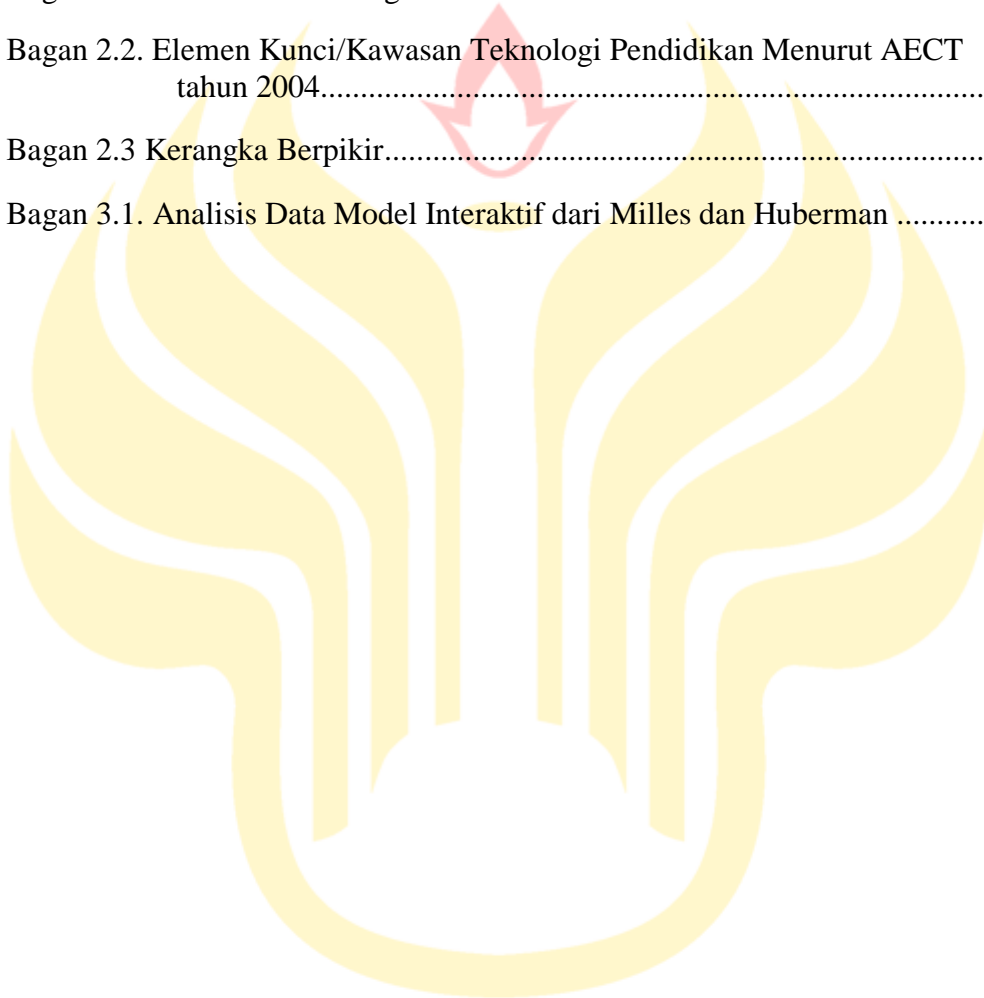 Bagan 2.2. Elemen Kunci/Kawasan Teknologi Pendidikan Menurut AECT
tahun 2004....................................................................................
Bagan 2.3 Kerangka Berpikir...........................................................................
Bagan 3.1. Analisis Data Model Interaktif dari Milles dan Huberman ...........